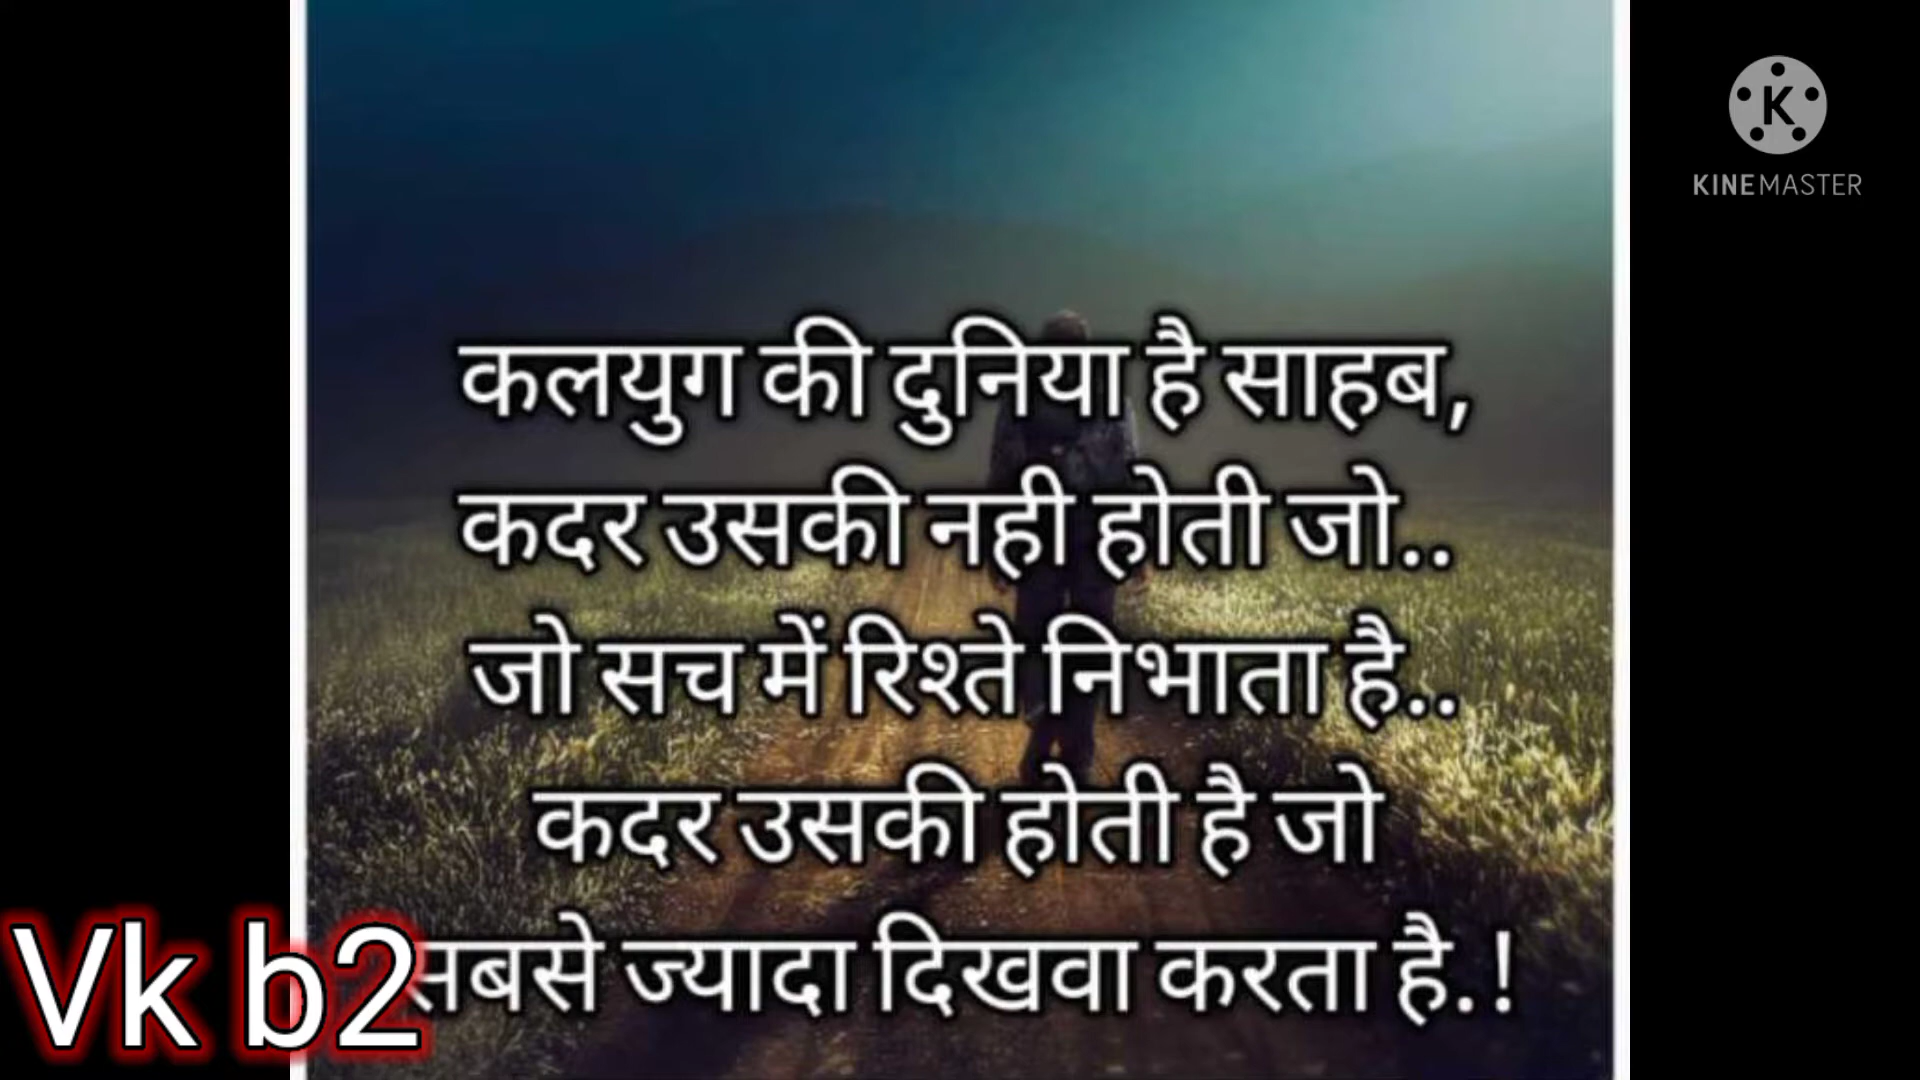 KINEMASTER
कलयुग की दुनिया है साहब,
कदर उसकी नही होती जो..
जो सच में रिश्ते निभाता है..
कदर उसकी होती है जो
सबसे ज्यादा दिखवा करता है.!
Vk b2